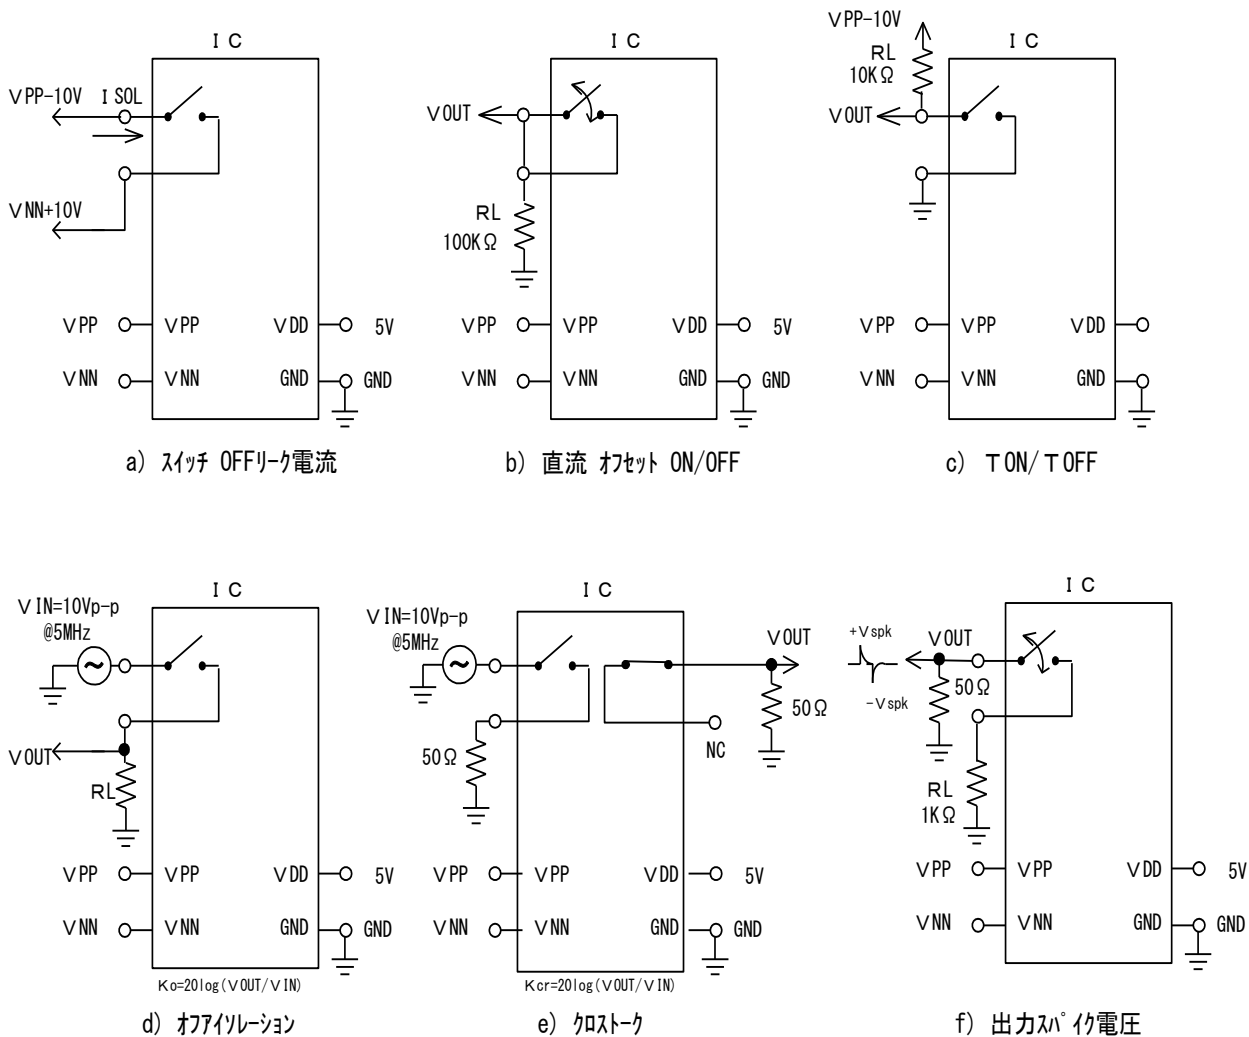 IC
VPP-10V
ISOL
VNN+10V
VPP
VPP
VDD
5V
VNN
VNN
GND
GND
a) スイッチ OFFリーク電流
IC
VOUT
RL
100KΩ
VPP
VPP
VDD
5V
VNN
VNN
GND
GND
b) 直流 オフセット ON/OFF
VPP-10V
IC
RL
10KΩ
VOUT
VPP
VPP
VDD
VNN
VNN
GND
c) TON/TOFF
IC
VIN=10Vp-p
@5MHz
VOUT
RL
VPP
VPP
VDD
5V
VNN
VNN
GND
GND
Ko=20log(VOUT/VIN)
d) オフアイソレーション
IC
VIN=10Vp-p
@5MHz
VOUT
50Ω
50Ω
NC
VPP
VPP
VDD
5V
VNN
VNN
GND
GND
Kcr=20log(VOUT/VIN)
e) クロストーク
IC
+Vspk
VOUT
-Vspk
50Ω
RL
1KΩ
VPP
VPP
VDD
5V
VNN
VNN
GND
GND
f) 出力スパイク電圧